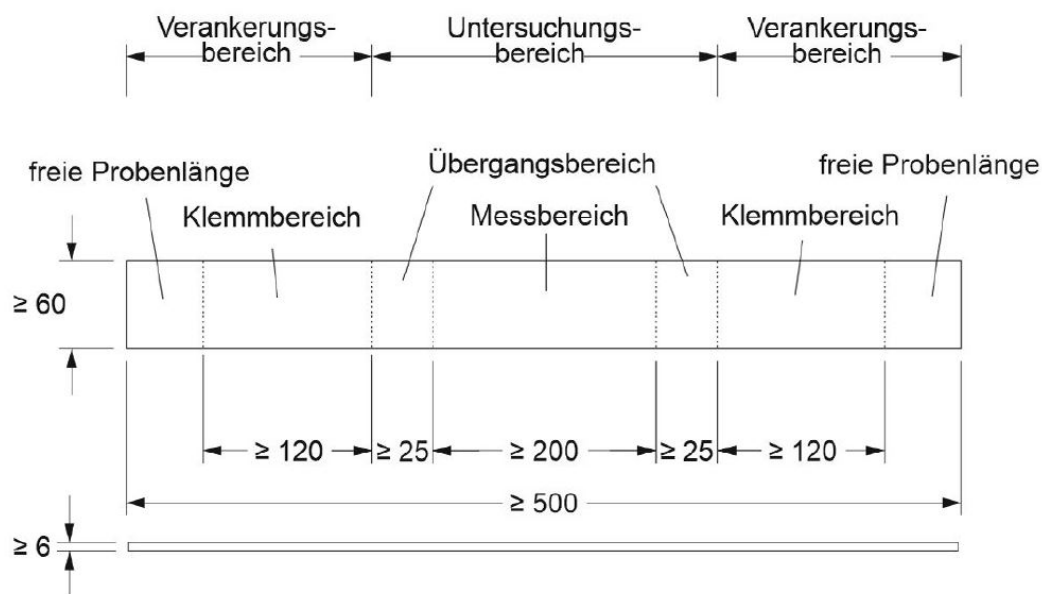 Verankerungs-
bereich
Untersuchungs-
bereich
Verankerungs-
bereich
freie Probenlänge
Übergangsbereich
freie Probenlänge
Klemmbereich
Messbereich
Klemmbereich
≥ 60
≥ 120
≥ 25
≥ 200
≥ 25
≥ 120
≥ 500
≥ 6